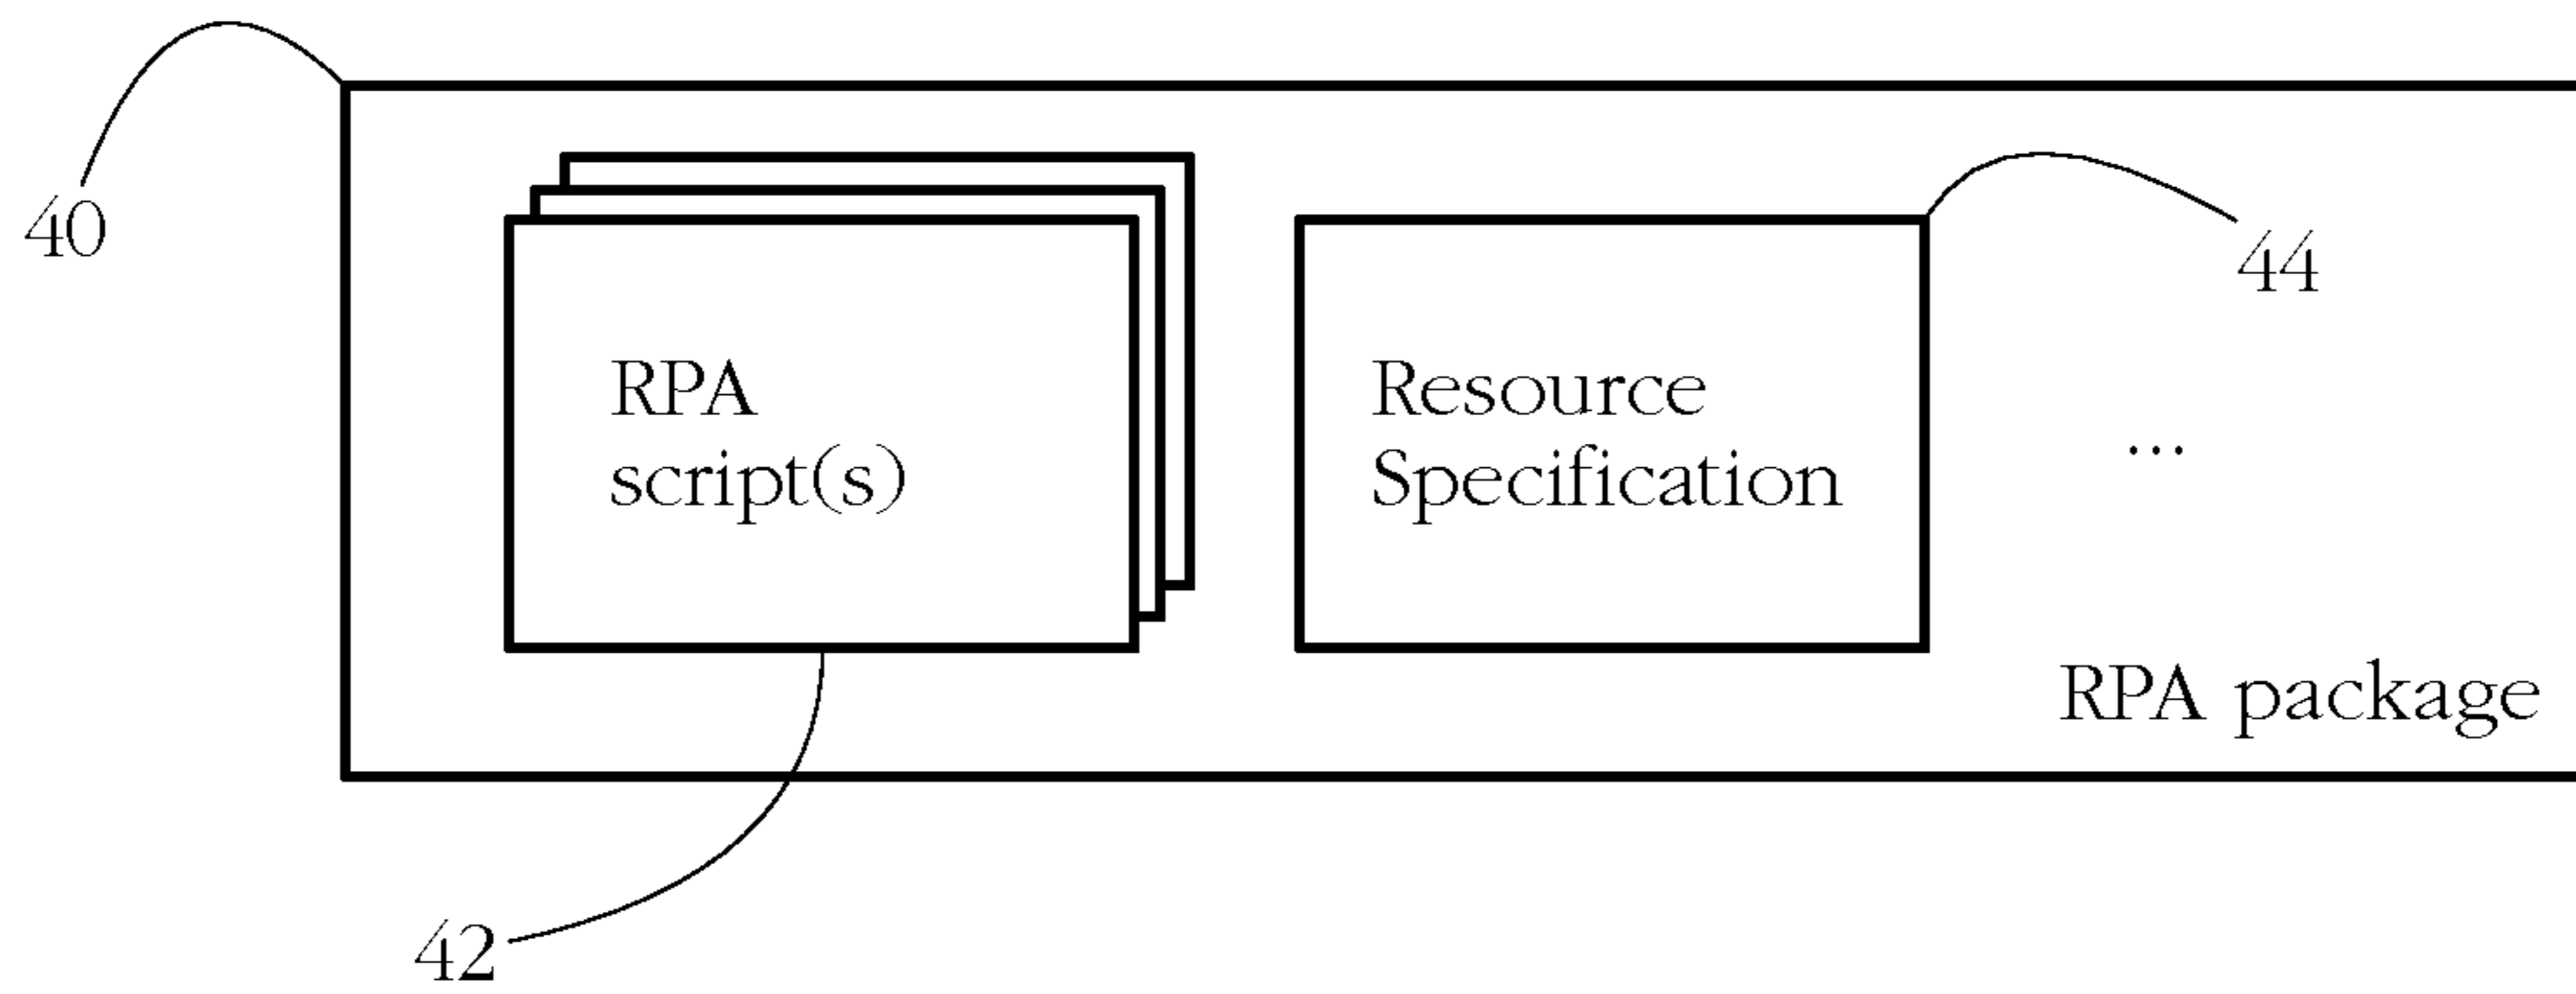 40
44
RPA
script(s)
Resource
Specification
...
RPA package
42